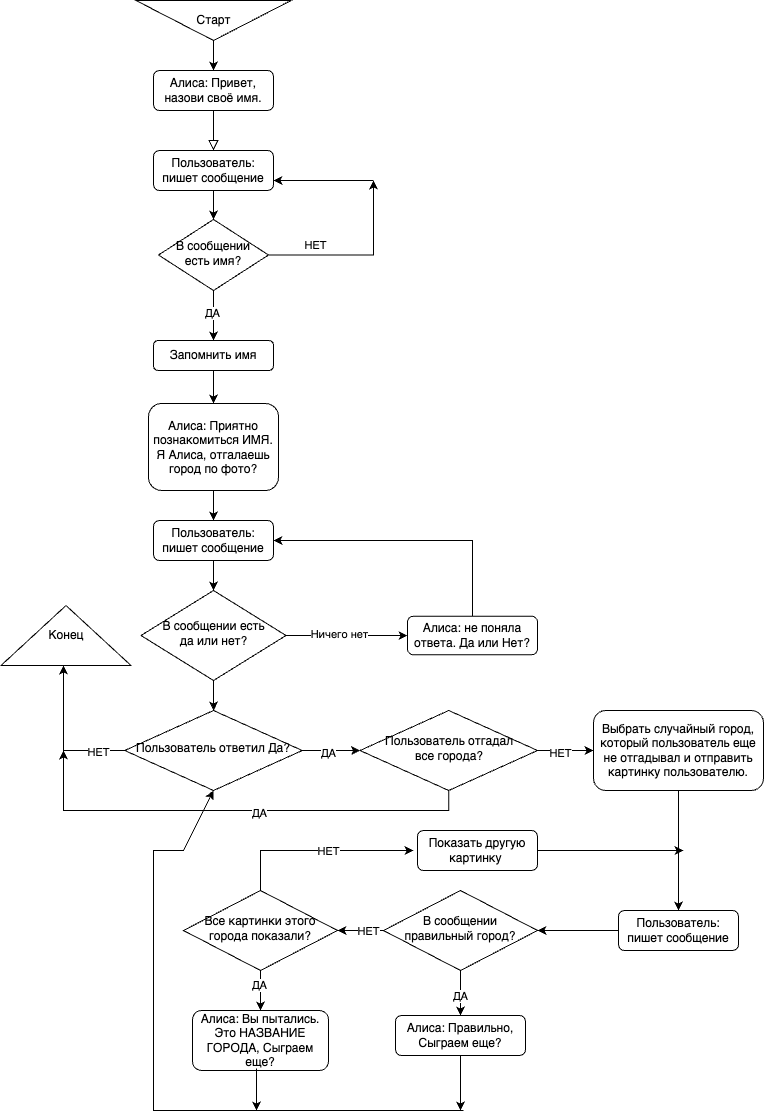 Старт
Алиса: Привет,
назови своё имя.
Пользователь:
пишет сообщение
В сообщении
есть имя?
НЕТ
ДА
Запомнить имя
Алиса: Приятно
познакомиться ИМЯ.
Я Алиса, отгалаешь
город по фото?
Пользователь:
пишет сообщение
В сообщении есть
да или нет?
Ничего нет
Алиса: не поняла
ответа. Да или Нет?
Конец
НЕТ
Пользователь ответил Да?
ДА
Пользователь отгадал
все города?
НЕТ
Выбрать случайный город,
который пользователь еще
не отгадывал и отправить
картинку пользователю.
ДА
НЕТ
Показать другую
картинку
Все картинки этого
города показали?
НЕТ
В сообщении
правильный город?
Пользователь:
пишет сообщение
ДА
ДА
Алиса: Вы пытались.
Это НАЗВАНИЕ
ГОРОДА, Сыграем
еще?
Алиса: Правильно,
Сыграем еще?